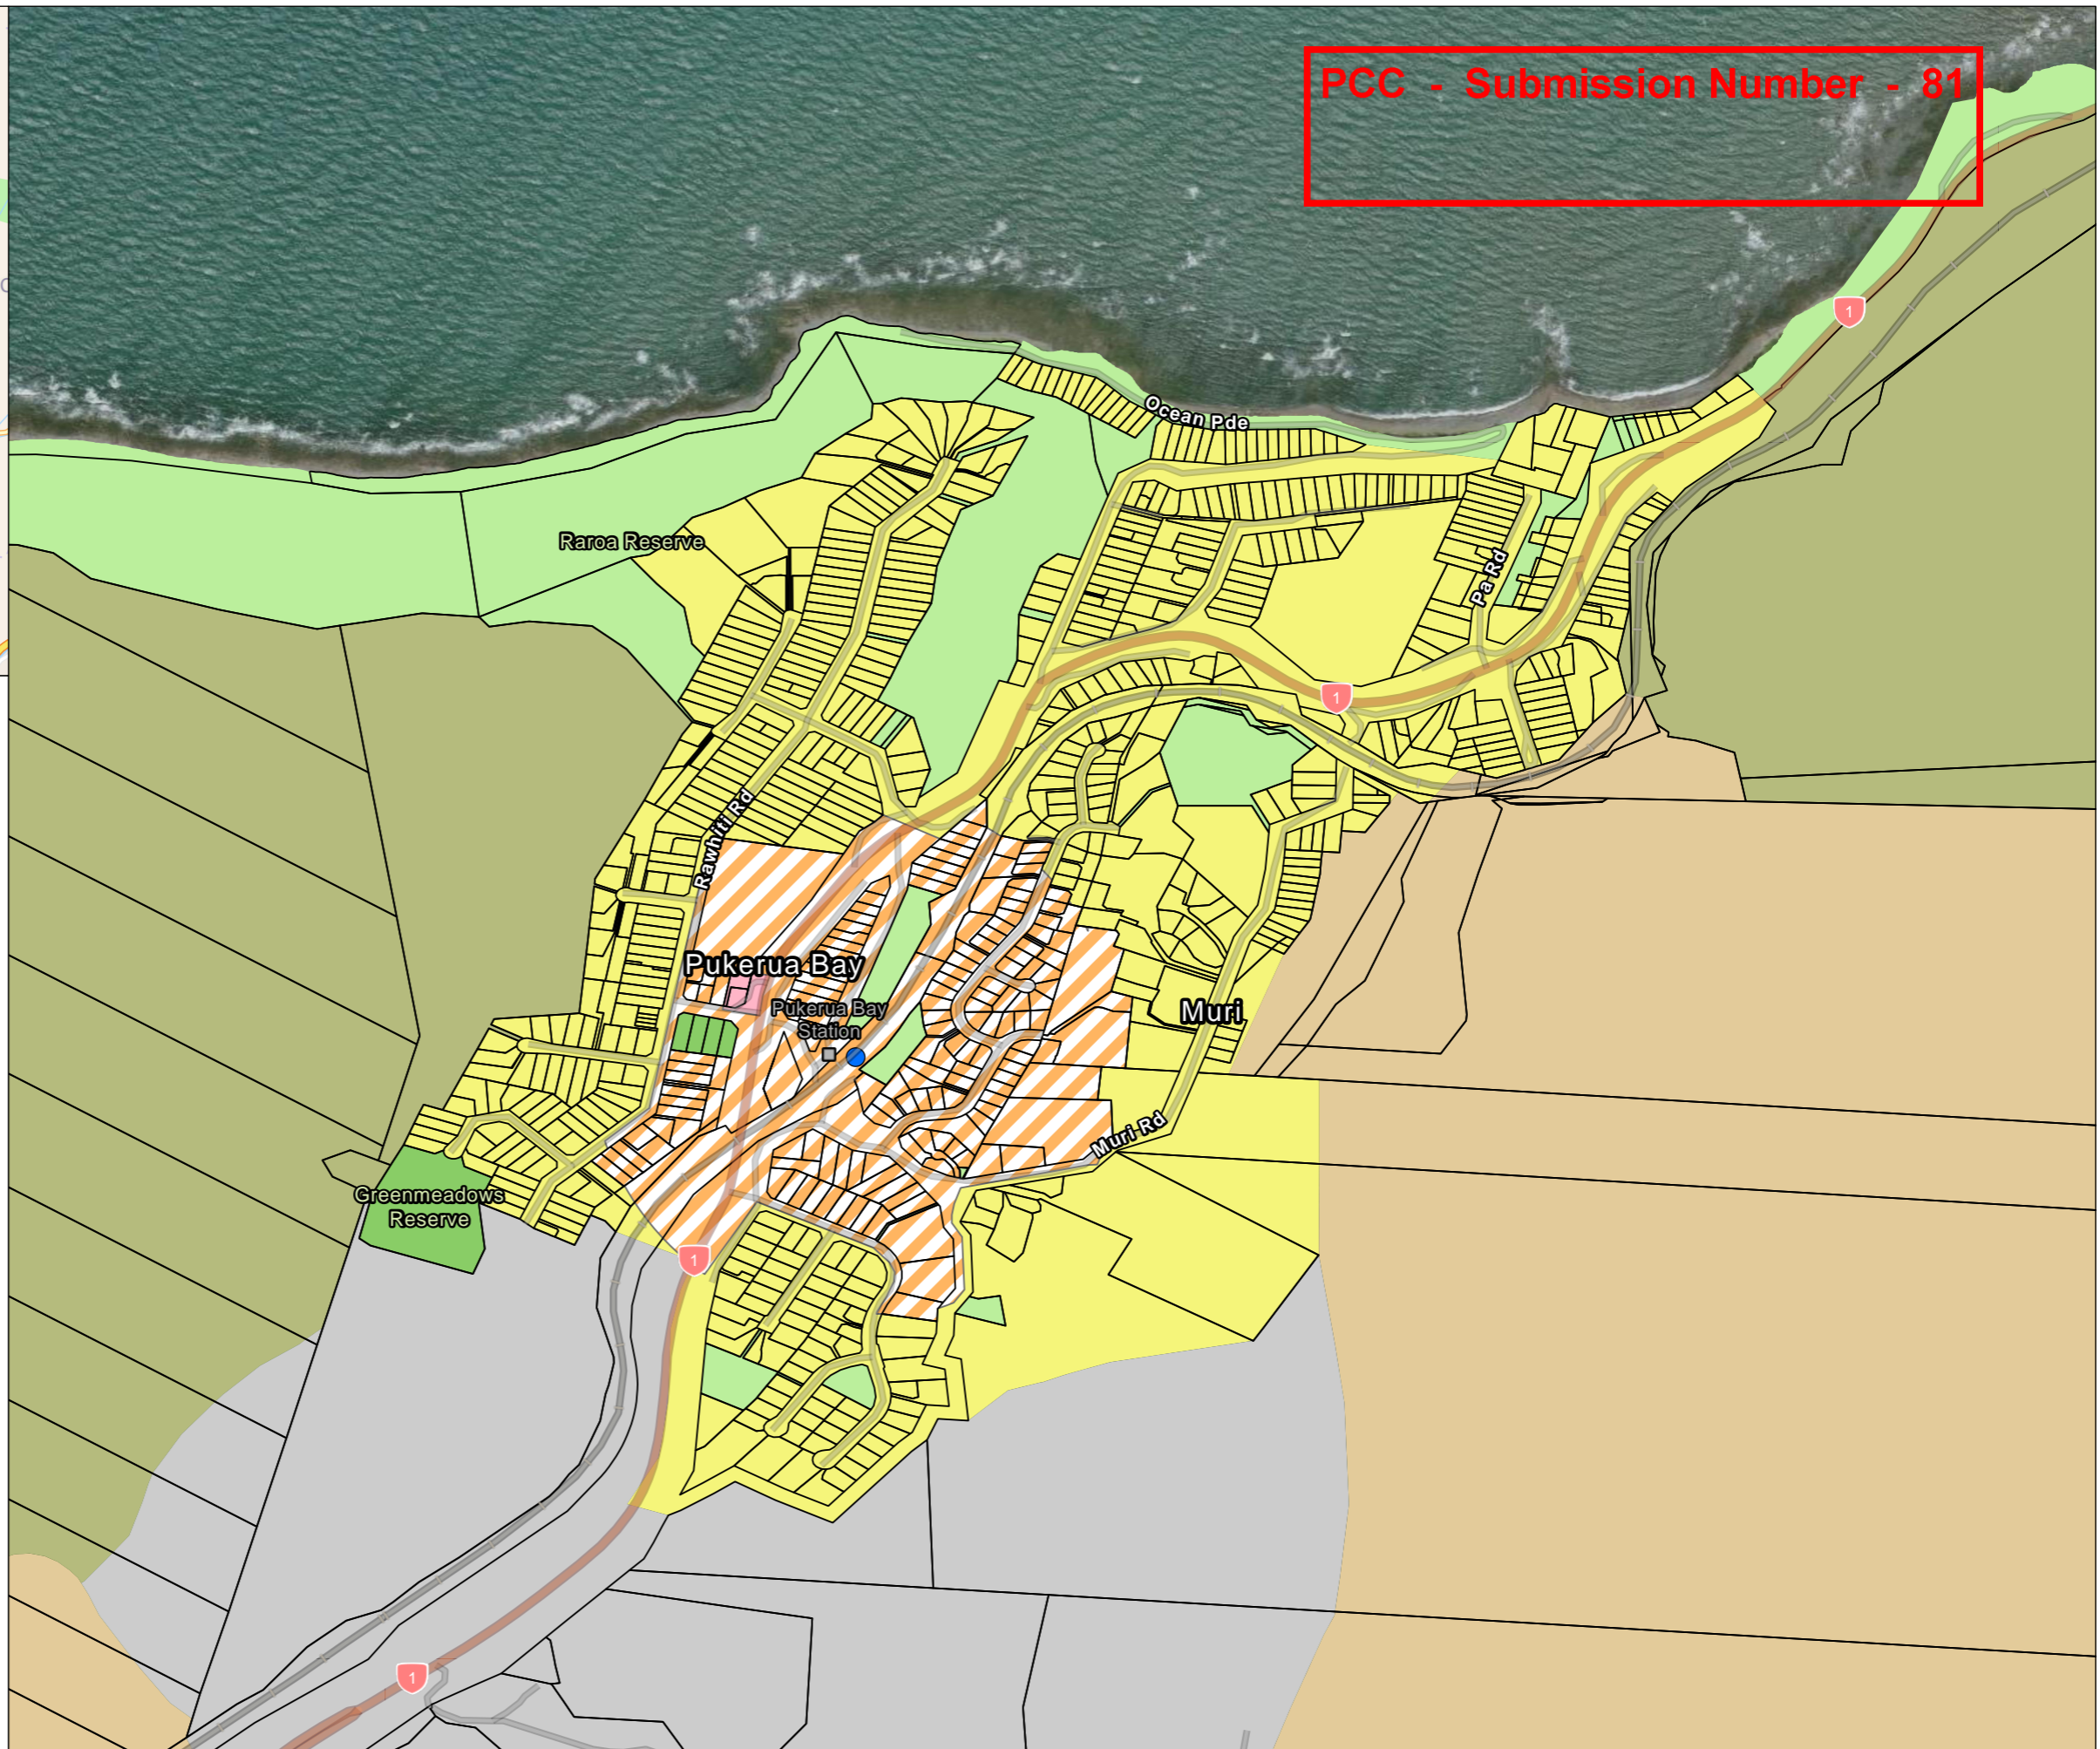 PCC - Submission Number - 81
1
Ocean Pde
Raroa Reserve
Pa Rd
1
Rawhiti Rd
Pukerua Bay
Pukerua Bay
Station
Muri
Muri Rd
Greenmeadows
Reserve
1
1